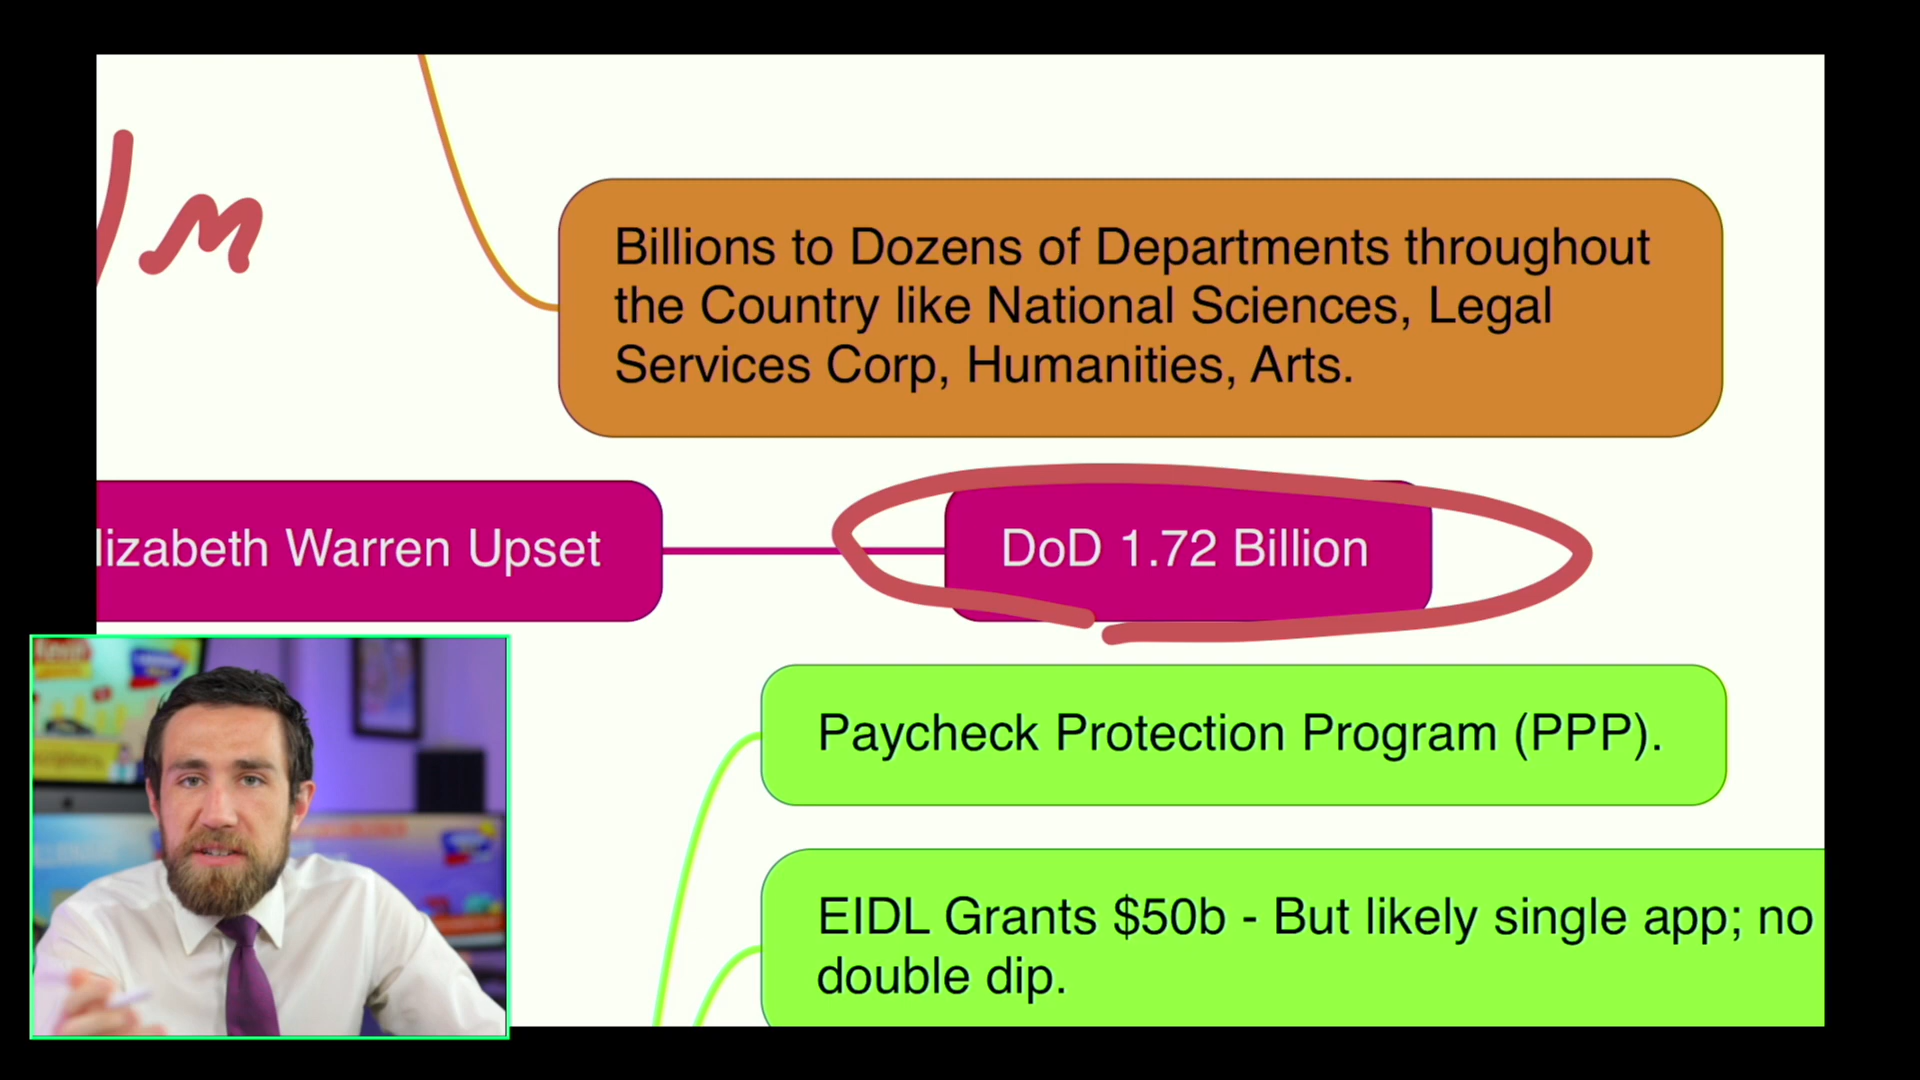 M
Billions to Dozens of Departments throughout
the Country like National Sciences, Legal
Services Corp, Humanities, Arts.
lizabeth Warren Upset
DoD 1.72 Billion
Paycheck Protection Program (PPP).
EIDL Grants $50b - But likely single app; no
double dip.